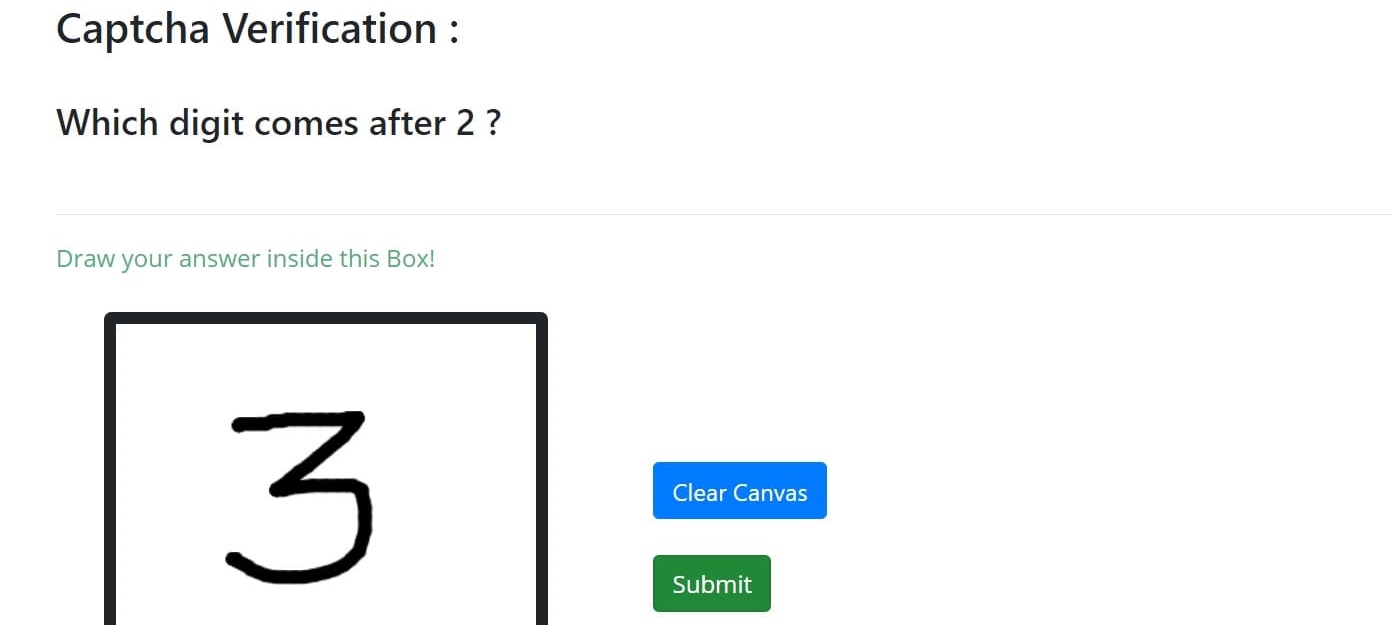 Captcha Verification :
Which digit comes after 2 ?
Draw your answer inside this Box!
3
Clear Canvas
Submit